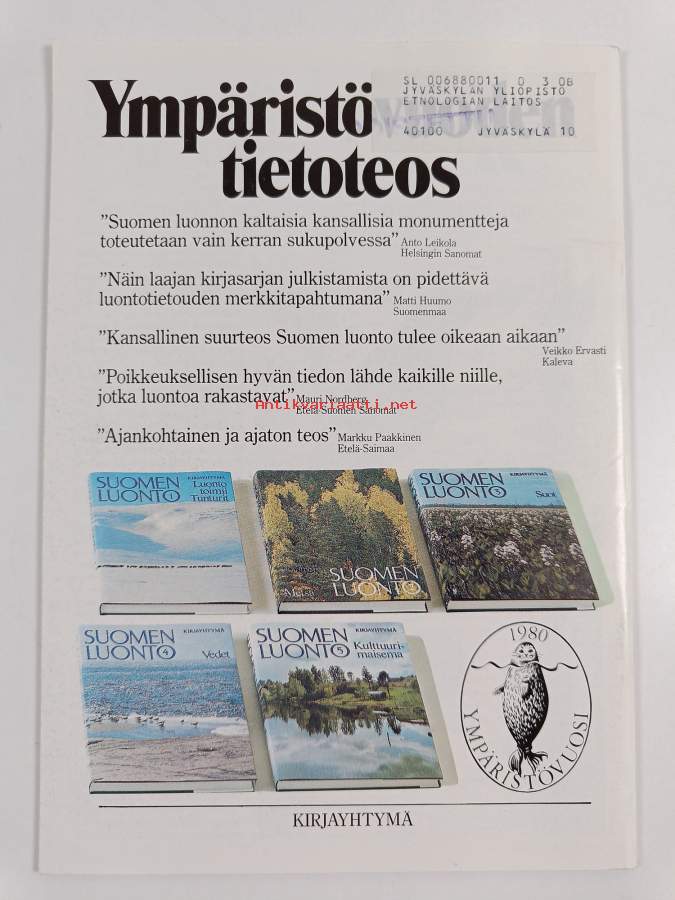 SL 006880011 0 3 08
JYVÄSKYLÄN YLIOPISTO
ETNOLOGIAN LAITOS
40100 JYVÄSKYLÄ 10
Ympäristö
tietoteos
”Suomen luonnon kaltaisia kansallisia monumentteja
toteutetaan vain kerran sukupolvessa” Anto Leikola
Helsingin Sanomat
”Näin laajan kirjasarjan julkistamista on pidettävä
luontotietouden merkkitapahtumana” Matti Huumo
Suomenmaa
”Kansallinen suurteos Suomen luonto tulee oikeaan aikaan”
Veikko Ervasti
Kaleva
”Poikkeuksellisen hyvän tiedon lähde kaikille niille,
jotka luontoa rakastavat” Mauri Nordberg
Etelä-Suomen Sanomat
Antikvariaatti.net
”Ajankohtainen ja ajaton teos” Markku Paakkinen
Etelä-Saimaa
SUOMEN KIRJAYHTYMÄ
LUONTO 1 Luonto
toimii
Tunturit
SUOMEN
LUONTO
Metsä
SUOMEN KIRJAYHTYMÄ
LUONTO 3 Suot
SUOMEN KIRJAYHTYMÄ
LUONTO 4 Vedet
SUOMEN KIRJAYHTYMÄ
LUONTO 5 Kulttuuri-
maisema
1980
YMPÄRISTÖVUOSI
KIRJAYHTYMÄ